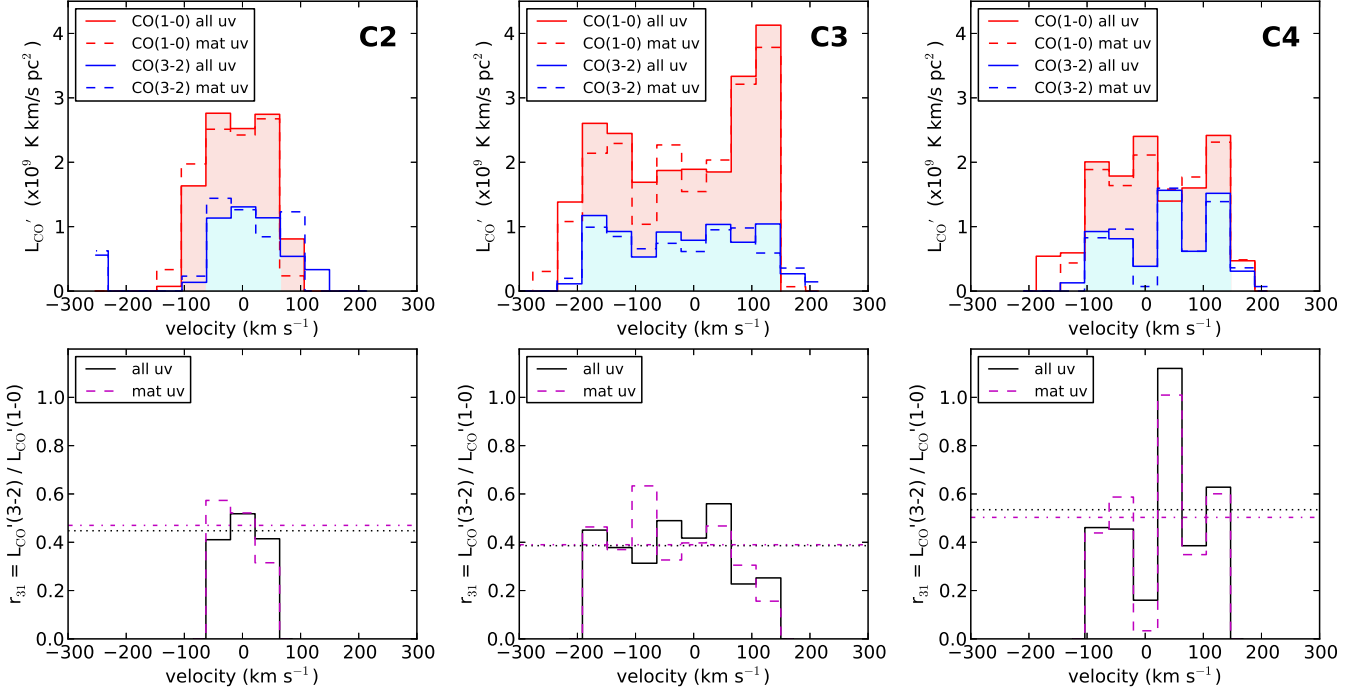 CO(1-0) all uv
CO(1-0) mat uv
CO(3-2) all uv
CO(3-2) mat uv
C2
L_CO' (x10⁹ K km/s pc²)
4
3
2
1
0
−300 −200 −100 0 100 200 300
velocity (km s⁻¹)
CO(1-0) all uv
CO(1-0) mat uv
CO(3-2) all uv
CO(3-2) mat uv
C3
L_CO' (x10⁹ K km/s pc²)
4
3
2
1
0
−300 −200 −100 0 100 200 300
velocity (km s⁻¹)
CO(1-0) all uv
CO(1-0) mat uv
CO(3-2) all uv
CO(3-2) mat uv
C4
L_CO' (x10⁹ K km/s pc²)
4
3
2
1
0
−300 −200 −100 0 100 200 300
velocity (km s⁻¹)
all uv
mat uv
r₃₁ = L_CO'(3-2) / L_CO'(1-0)
1.0
0.8
0.6
0.4
0.2
0.0
−300 −200 −100 0 100 200 300
velocity (km s⁻¹)
all uv
mat uv
r₃₁ = L_CO'(3-2) / L_CO'(1-0)
1.0
0.8
0.6
0.4
0.2
0.0
−300 −200 −100 0 100 200 300
velocity (km s⁻¹)
all uv
mat uv
r₃₁ = L_CO'(3-2) / L_CO'(1-0)
1.0
0.8
0.6
0.4
0.2
0.0
−300 −200 −100 0 100 200 300
velocity (km s⁻¹)